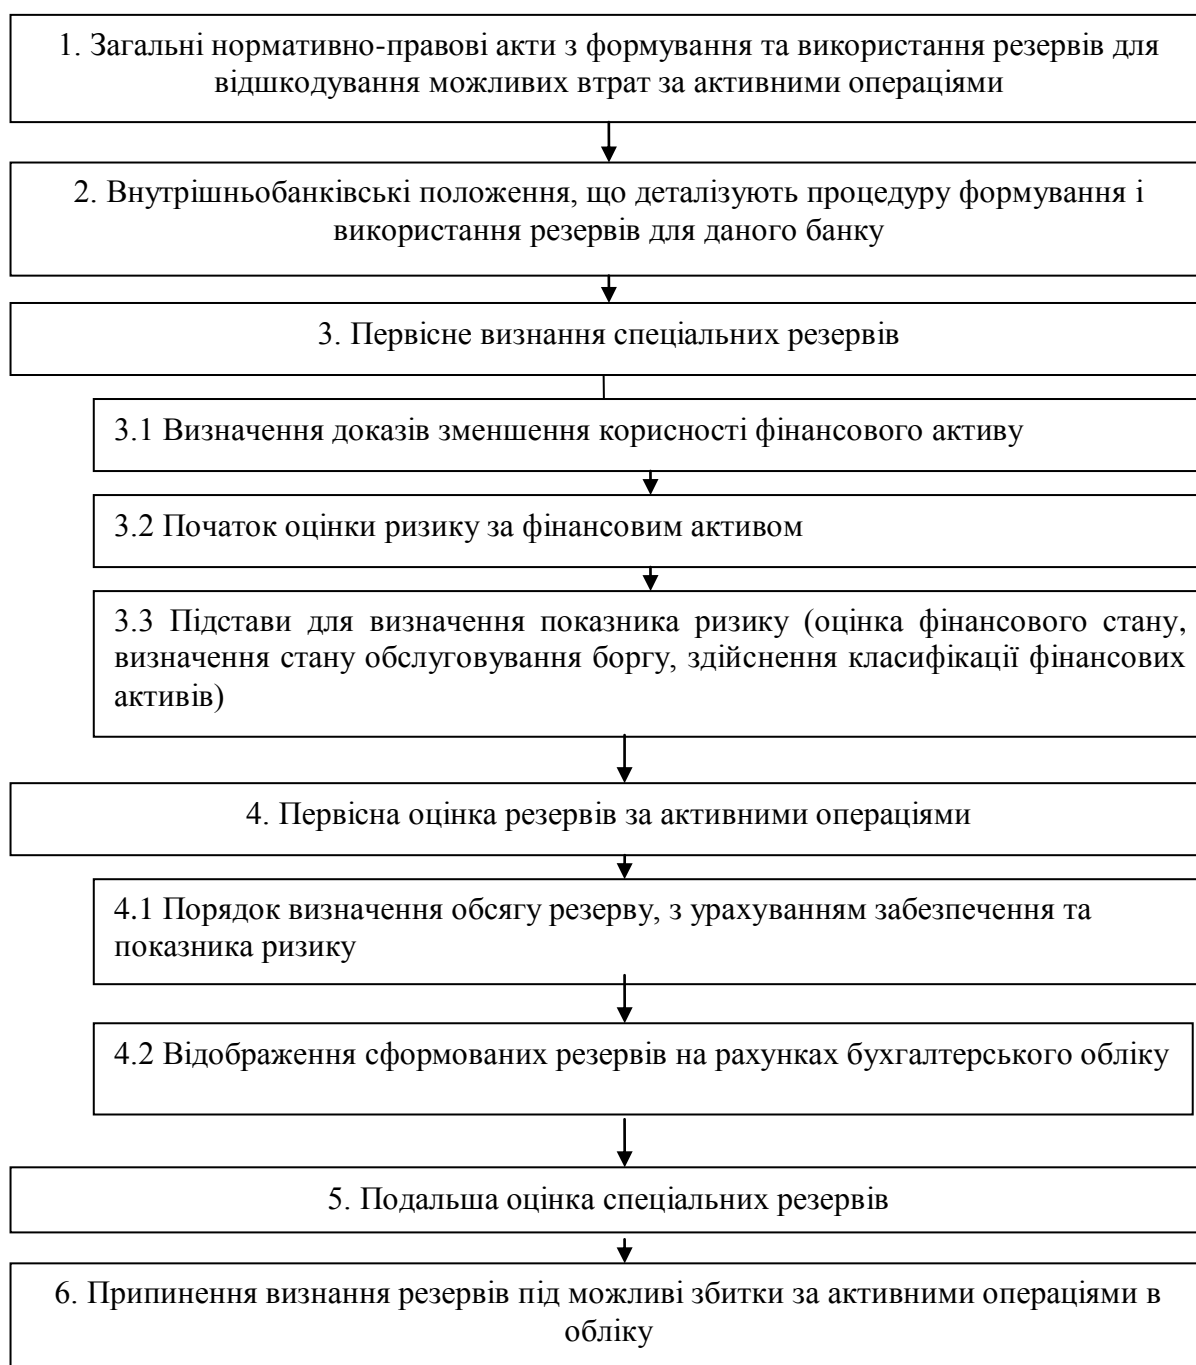 1. Загальні нормативно-правові акти з формування та використання резервів для
відшкодування можливих втрат за активними операціями
2. Внутрішньобанківські положення, що деталізують процедуру формування і
використання резервів для даного банку
3. Первісне визнання спеціальних резервів
3.1 Визначення доказів зменшення корисності фінансового активу
3.2 Початок оцінки ризику за фінансовим активом
3.3 Підстави для визначення показника ризику (оцінка фінансового стану,
визначення стану обслуговування боргу, здійснення класифікації фінансових
активів)
4. Первісна оцінка резервів за активними операціями
4.1 Порядок визначення обсягу резерву, з урахуванням забезпечення та
показника ризику
4.2 Відображення сформованих резервів на рахунках бухгалтерського обліку
5. Подальша оцінка спеціальних резервів
6. Припинення визнання резервів під можливі збитки за активними операціями в
обліку